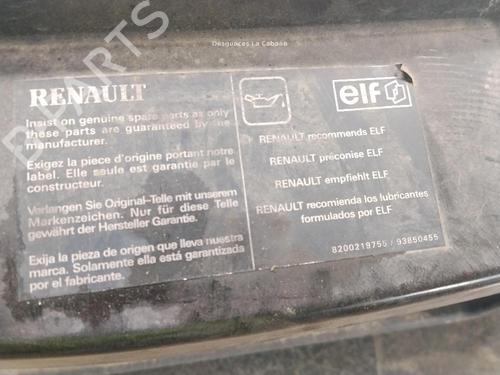 Desguaces La Cabaña
PARTS
RENAULT
Insist on genuine spare parts as only
these parts are guaranteed by the
manufacturer.
Exigez la piece d'origine portant notre
label. Elle seule est garantie par le
constructeur.
Verlangen Sie Original-Teile mit unserem
Markenzeichen. Nur für diese Teile
gewährt der Hersteller Garantie.
Exija la pieza de origen que lleva nuestra
marca. Solamente ella está garantizada
por el fabricante.
elf
RENAULT recommends ELF
RENAULT préconise ELF
RENAULT empfiehlt ELF
RENAULT recomienda los lubricantes
formulados por ELF
8200219755 / 93850455